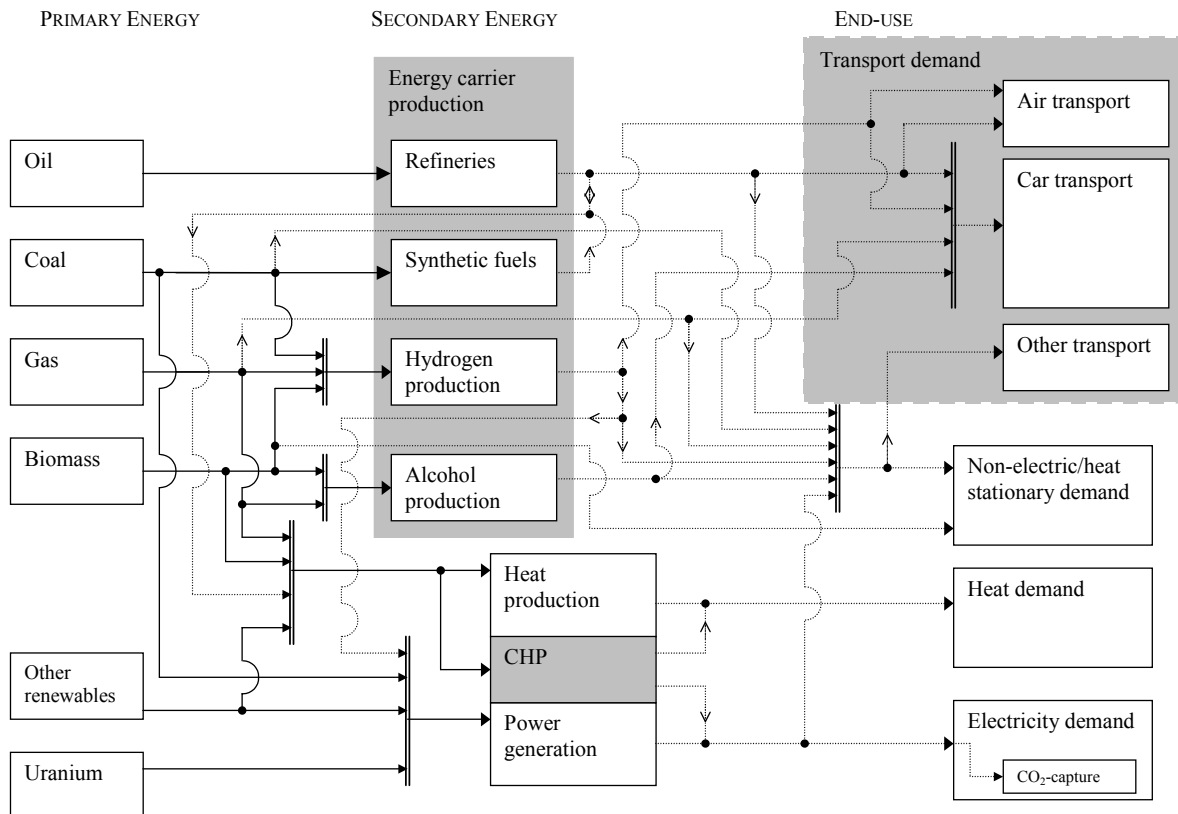 PRIMARY ENERGY
SECONDARY ENERGY
END-USE
Energy carrier
production
Transport demand
Air transport
Oil
Refineries
Car transport
Coal
Synthetic fuels
Gas
Hydrogen
production
Other transport
Biomass
Alcohol
production
Non-electric/heat
stationary demand
Heat
production
Heat demand
CHP
Other
renewables
Power
generation
Electricity demand
Uranium
CO₂-capture